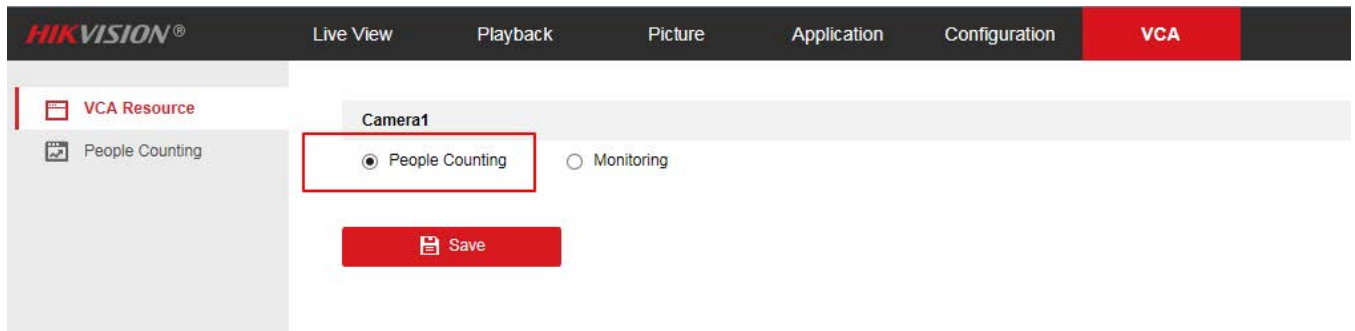 HIKVISION® Live View Playback Picture Application Configuration VCA
VCA Resource
People Counting
Camera1
People Counting Monitoring
Save